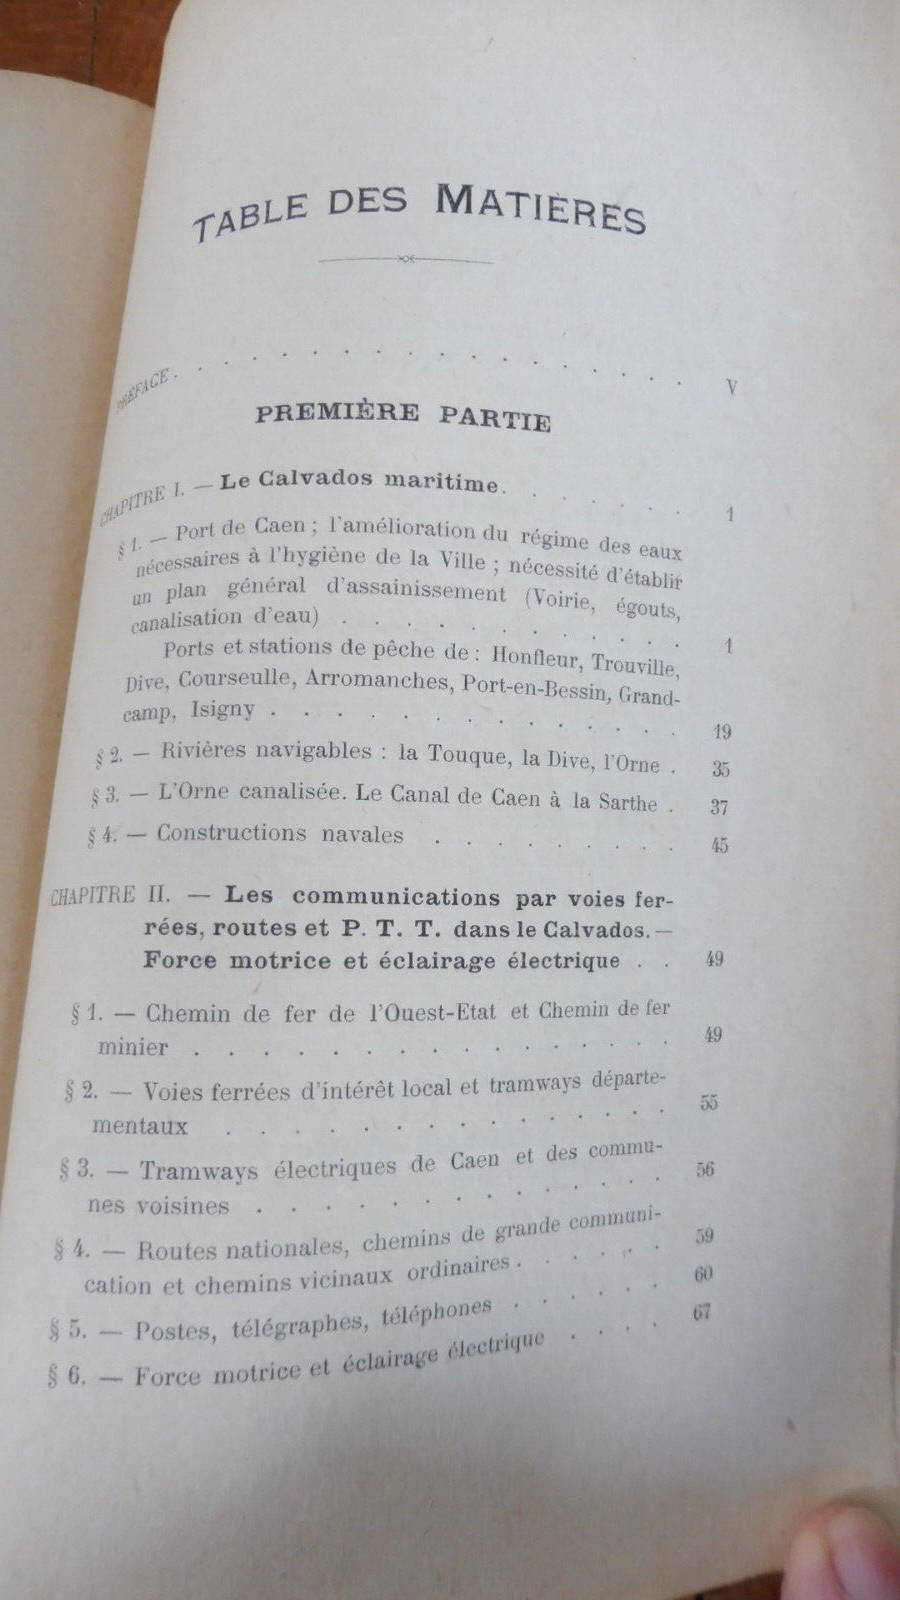 TABLE DES MATIÈRES
PRÉFACE . . . . . . . . . . . . . V
PREMIÈRE PARTIE
CHAPITRE I. — Le Calvados maritime. . . . . . . 1
§ 1. — Port de Caen ; l'amélioration du régime des eaux
nécessaires à l'hygiène de la Ville ; nécessité d'établir
un plan général d'assainissement (Voirie, égouts,
canalisation d'eau) . . . . . . . . . . . 1
Ports et stations de pêche de : Honfleur, Trouville,
Dive, Courseulle, Arromanches, Port-en-Bessin, Grand-
camp, Isigny . . . . . . . . . . . . 19
§ 2. — Rivières navigables : la Touque, la Dive, l'Orne . 35
§ 3. — L'Orne canalisée. Le Canal de Caen à la Sarthe . 37
§ 4. — Constructions navales . . . . . . . . 45
CHAPITRE II. — Les communications par voies fer-
rées, routes et P. T. T. dans le Calvados. —
Force motrice et éclairage électrique . . 49
§ 1. — Chemin de fer de l'Ouest-Etat et Chemin de fer
minier . . . . . . . . . . . . . . 49
§ 2. — Voies ferrées d'intérêt local et tramways départe-
mentaux . . . . . . . . . . . . 55
§ 3. — Tramways électriques de Caen et des commu-
nes voisines . . . . . . . . . . . . 56
§ 4. — Routes nationales, chemins de grande communi-
cation et chemins vicinaux ordinaires . . . . . . 59
§ 5. — Postes, télégraphes, téléphones . . . . . . 60
§ 6. — Force motrice et éclairage électrique . . . . 67